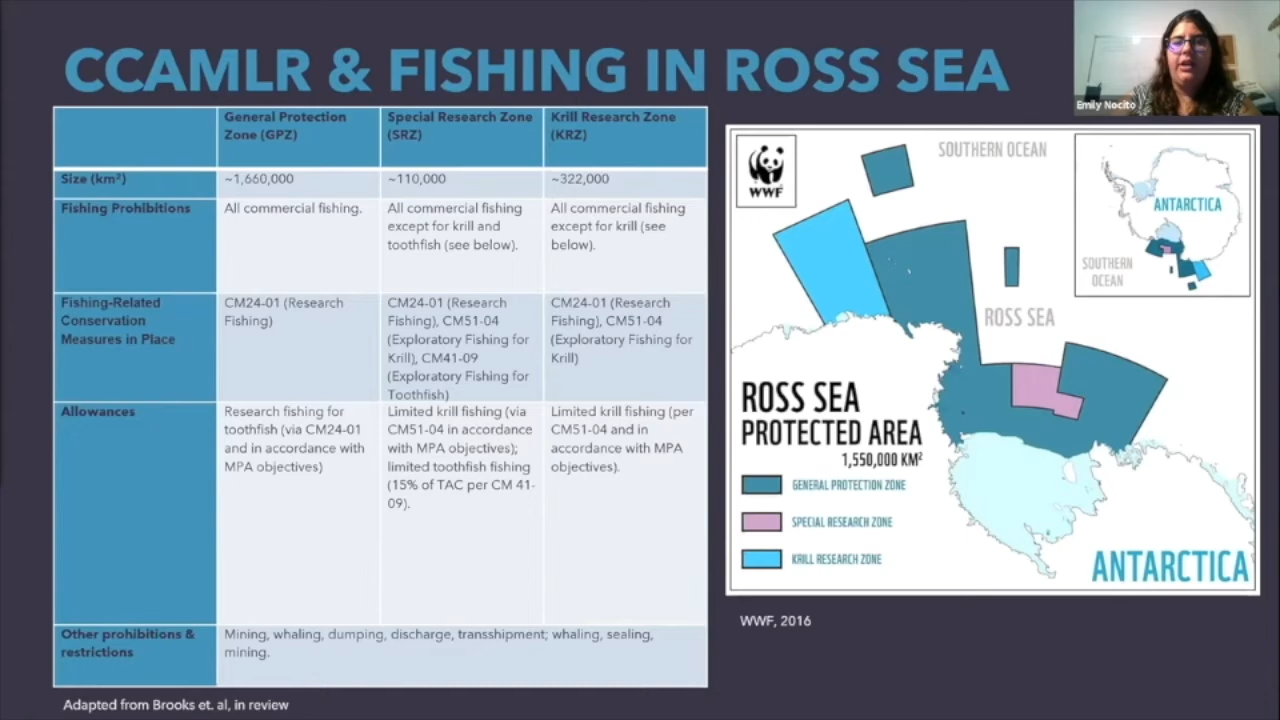 CCAMLR & FISHING IN ROSS SEA
Emily Nocito
General Protection
Zone (GPZ)
Special Research Zone
(SRZ)
Krill Research Zone
(KRZ)
Size (km²)
~1,660,000
~110,000
~322,000
Fishing Prohibitions
All commercial fishing.
All commercial fishing
except for krill and
toothfish (see below).
All commercial fishing
except for krill (see
below).
Fishing-Related
Conservation
Measures in Place
CM24-01 (Research
Fishing)
CM24-01 (Research
Fishing), CM51-04
(Exploratory Fishing for
Krill), CM41-09
(Exploratory Fishing for
Toothfish)
CM24-01 (Research
Fishing), CM51-04
(Exploratory Fishing for
Krill)
Allowances
Research fishing for
toothfish (via CM24-01
and in accordance with
MPA objectives)
Limited krill fishing (via
CM51-04 in accordance
with MPA objectives);
limited toothfish fishing
(15% of TAC per CM 41-
09).
Limited krill fishing (per
CM51-04 and in
accordance with MPA
objectives).
Other prohibitions &
restrictions
Mining, whaling, dumping, discharge, transshipment; whaling, sealing,
mining.
Adapted from Brooks et. al, in review
WWF
SOUTHERN OCEAN
ANTARCTICA
SOUTHERN
OCEAN
ROSS SEA
ROSS SEA
PROTECTED AREA
1,550,000 KM²
GENERAL PROTECTION ZONE
SPECIAL RESEARCH ZONE
KRILL RESEARCH ZONE
ANTARCTICA
WWF, 2016